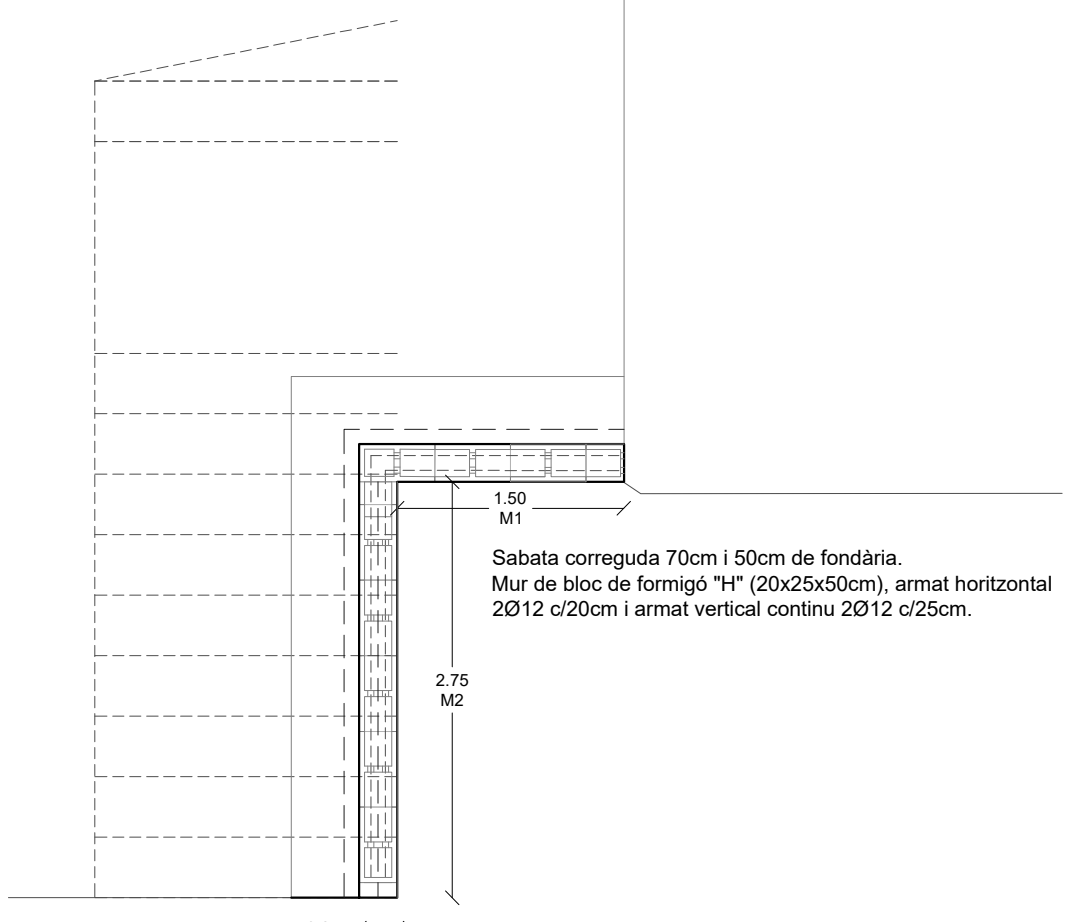 1.50
M1
Sabata correguda 70cm i 50cm de fondària.
Mur de bloc de formigó "H" (20x25x50cm), armat horitzontal
2Ø12 c/20cm i armat vertical continu 2Ø12 c/25cm.
2.75
M2